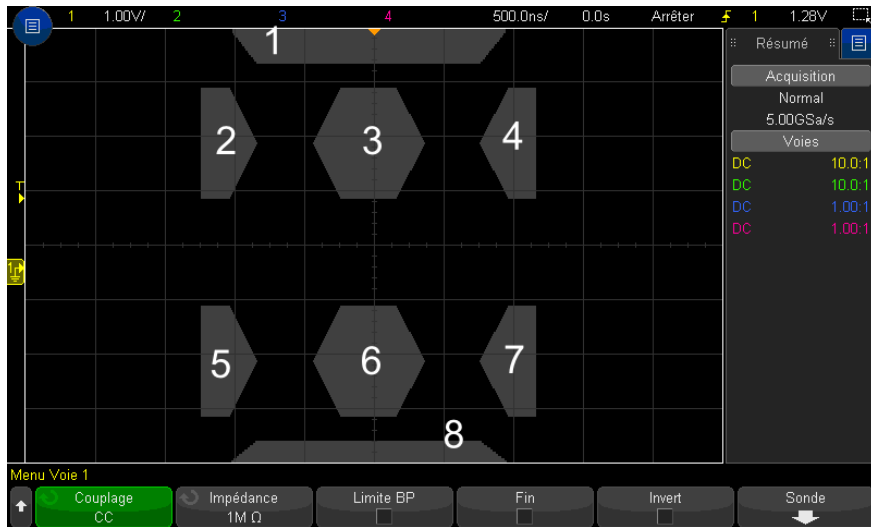 1 1.00V/ 2 3 4 500.0ns/ 0.0s Arrêter 1 1.28V
Résumé
Acquisition
Normal
5.00GSa/s
Voies
DC 10.0:1
DC 10.0:1
DC 1.00:1
DC 1.00:1
1
2 3 4
T
1
5 6 7
8
Menu Voie 1
Couplage Impédance Limite BP Fin Invert Sonde
CC 1M Ω